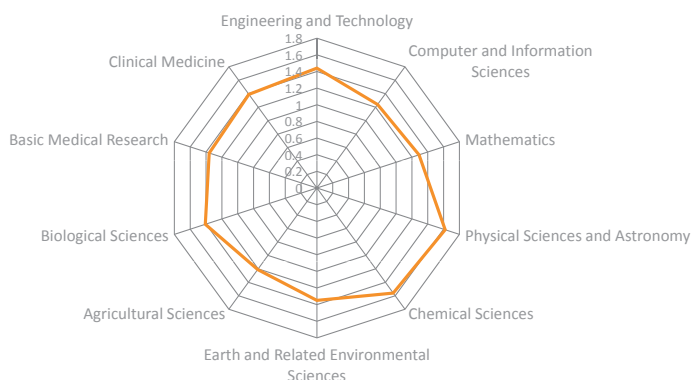 Engineering and Technology
1.8
1.6
1.4
1.2
1
0.8
0.6
0.4
0.2
0
Computer and Information
Sciences
Mathematics
Physical Sciences and Astronomy
Chemical Sciences
Earth and Related Environmental
Sciences
Agricultural Sciences
Biological Sciences
Basic Medical Research
Clinical Medicine